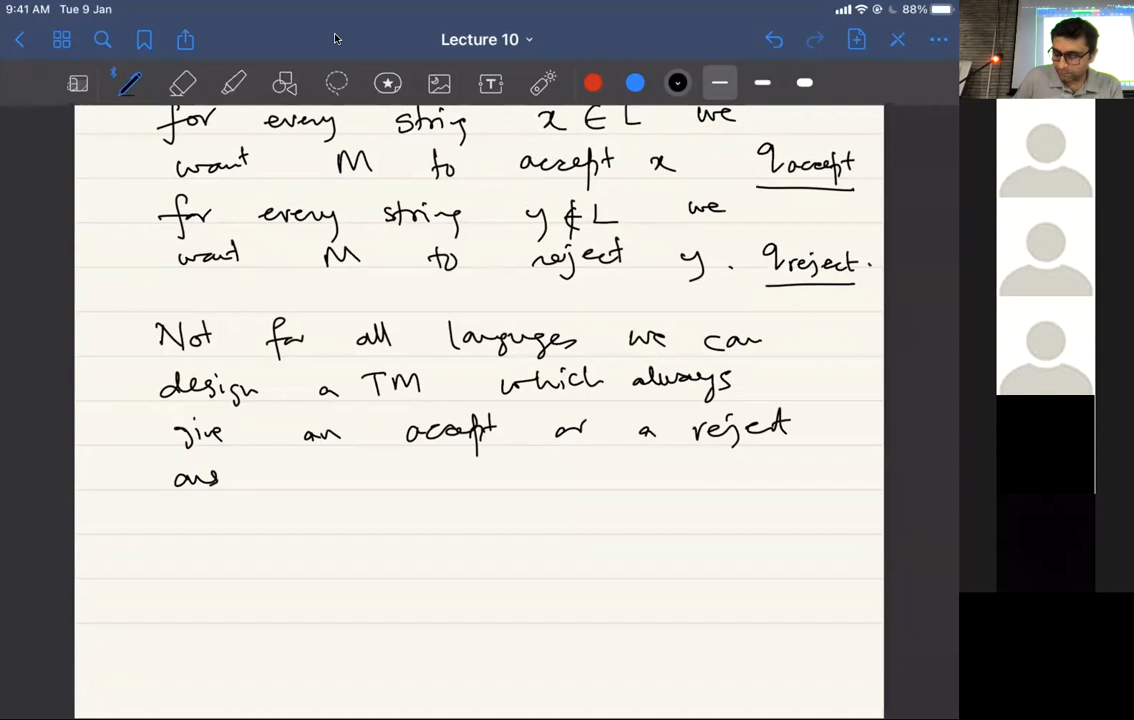 9:41 AM Tue 9 Jan
88%
Lecture 10
for every string x ∈ L we
want M to accept x qaccept
for every string y ∉ L we
want M to reject y. qreject.
Not for all languges we can
design a TM which always
give an accept or a reject
ans